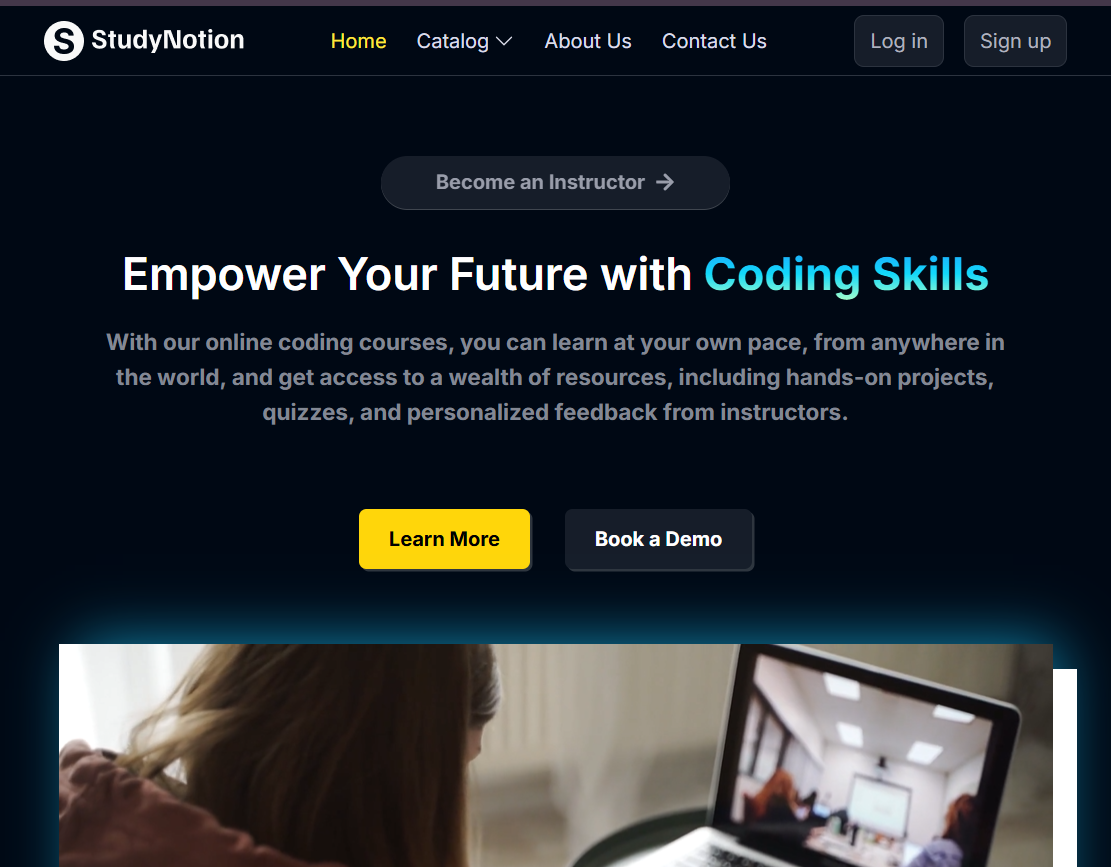 S StudyNotion Home Catalog About Us Contact Us Log in Sign up
Become an Instructor →
Empower Your Future with Coding Skills
With our online coding courses, you can learn at your own pace, from anywhere in
the world, and get access to a wealth of resources, including hands-on projects,
quizzes, and personalized feedback from instructors.
Learn More Book a Demo